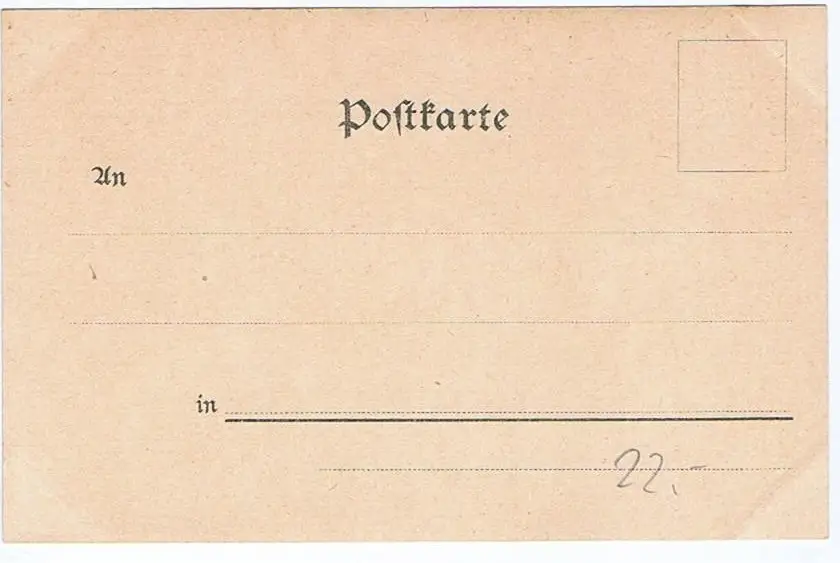 Poſtkarte
An
in
22,-